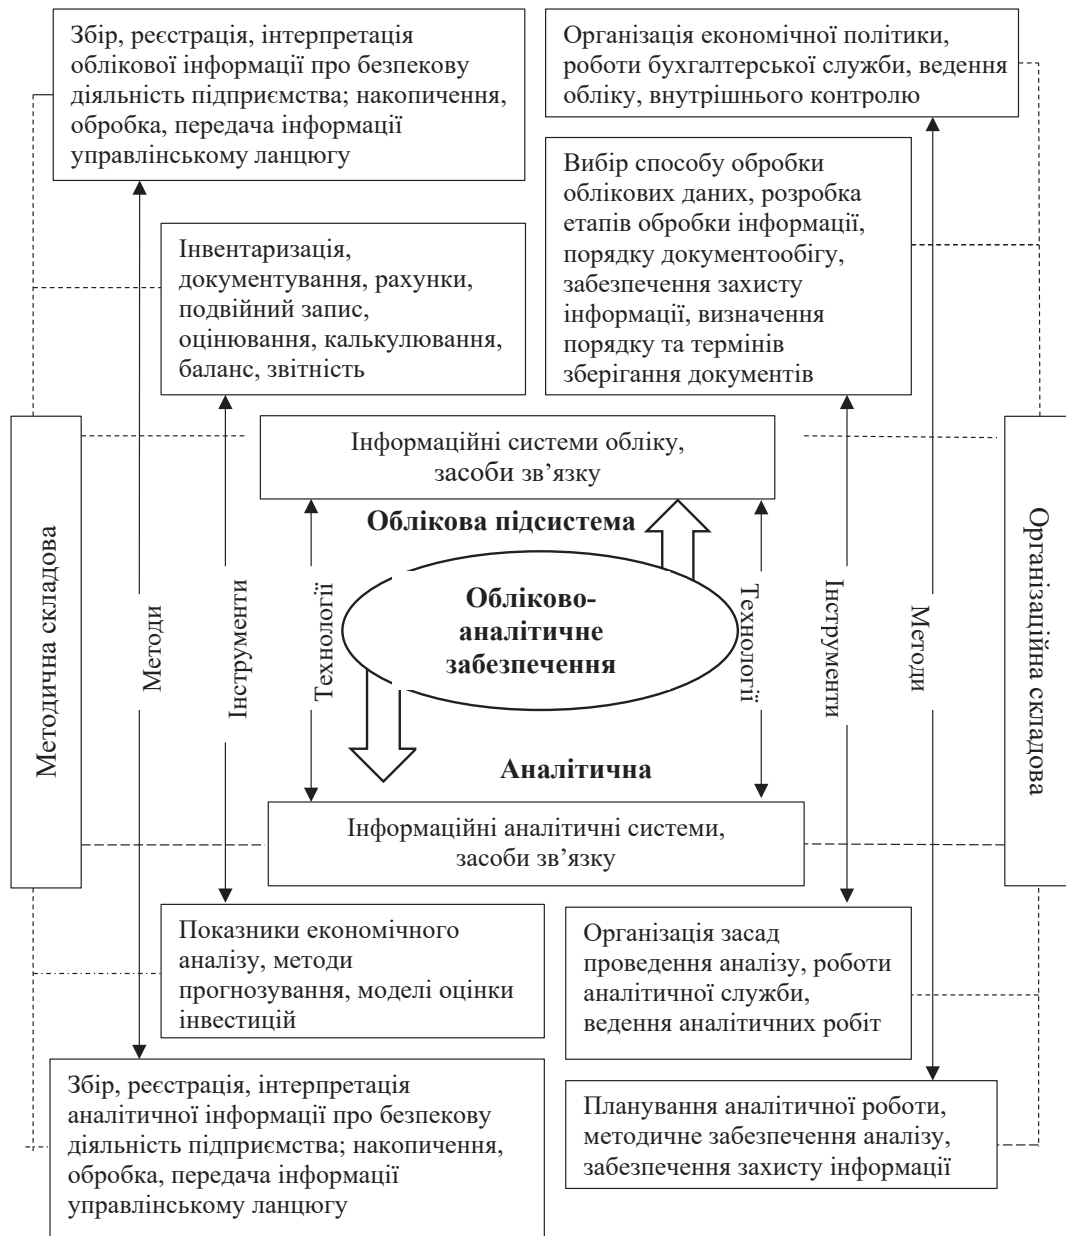 Збір, реєстрація, інтерпретація
облікової інформації про безпекову
діяльність підприємства; накопичення,
обробка, передача інформації
управлінському ланцюгу
Організація економічної політики,
роботи бухгалтерської служби, ведення
обліку, внутрішнього контролю
Інвентаризація,
документування, рахунки,
подвійний запис,
оцінювання, калькулювання,
баланс, звітність
Вибір способу обробки
облікових даних, розробка
етапів обробки інформації,
порядку документообігу,
забезпечення захисту
інформації, визначення
порядку та термінів
зберігання документів
Інформаційні системи обліку,
засоби зв’язку
Облікова підсистема
Методична складова
Методи
Інструменти
Технології
Обліково-
аналітичне
забезпечення
Технології
Інструменти
Методи
Організаційна складова
Аналітична
Інформаційні аналітичні системи,
засоби зв’язку
Показники економічного
аналізу, методи
прогнозування, моделі оцінки
інвестицій
Організація засад
проведення аналізу, роботи
аналітичної служби,
ведення аналітичних робіт
Збір, реєстрація, інтерпретація
аналітичної інформації про безпекову
діяльність підприємства; накопичення,
обробка, передача інформації
управлінському ланцюгу
Планування аналітичної роботи,
методичне забезпечення аналізу,
забезпечення захисту інформації